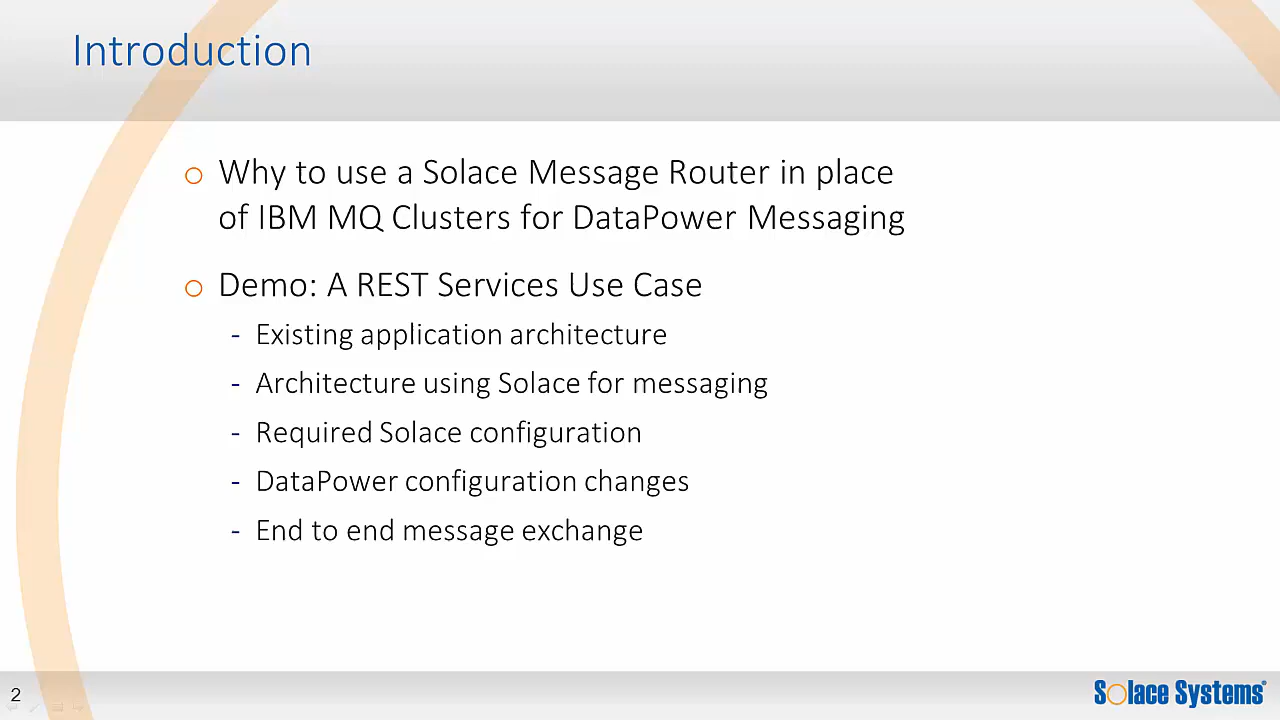 Introduction
o Why to use a Solace Message Router in place
of IBM MQ Clusters for DataPower Messaging
o Demo: A REST Services Use Case
- Existing application architecture
- Architecture using Solace for messaging
- Required Solace configuration
- DataPower configuration changes
- End to end message exchange
2
Solace Systems®